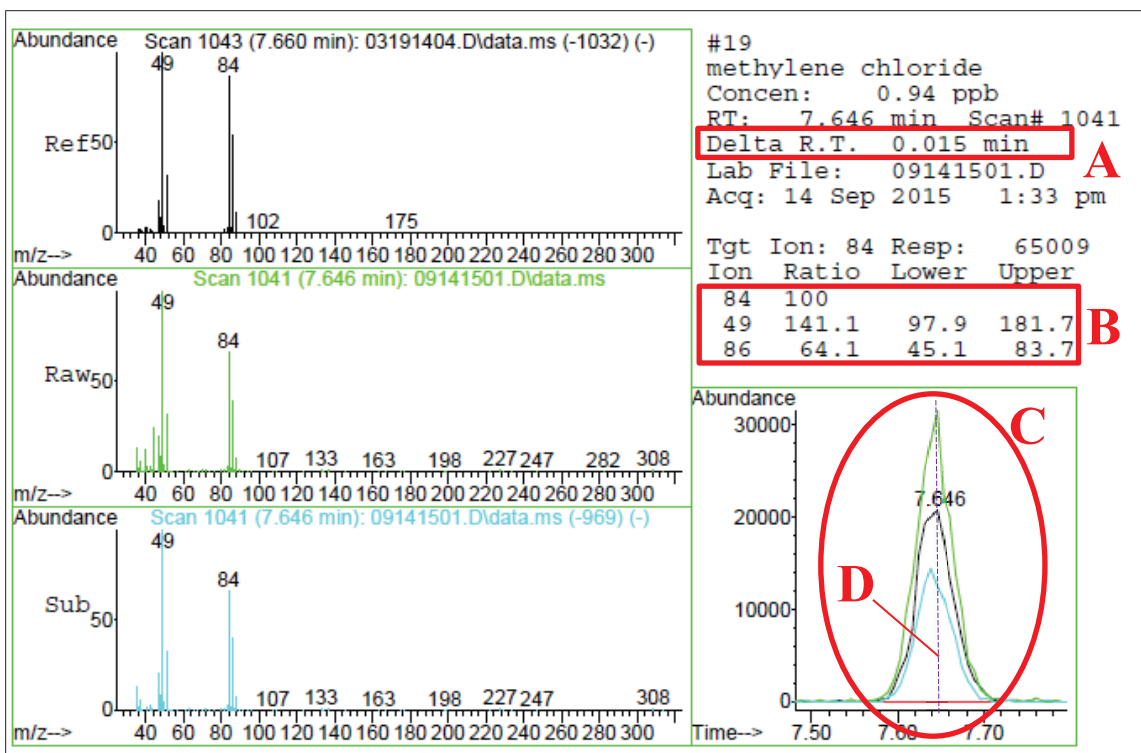 Abundance Scan 1043 (7.660 min): 03191404.D\data.ms (-1032) (-)
49 84
Ref 50
102 175
0
40 60 80 100 120 140 160 180 200 220 240 260 280 300
m/z-->
Abundance Scan 1041 (7.646 min): 09141501.D\data.ms
49
84
Raw 50
107 133 163 198 227 247 282 308
0
40 60 80 100 120 140 160 180 200 220 240 260 280 300
m/z-->
Abundance Scan 1041 (7.646 min): 09141501.D\data.ms (-969) (-)
49
84
Sub 50
107 133 163 198 227 247 308
0
40 60 80 100 120 140 160 180 200 220 240 260 280 300
m/z-->
#19
methylene chloride
Concen: 0.94 ppb
RT: 7.646 min Scan# 1041
Delta R.T. 0.015 min
A
Lab File: 09141501.D
Acq: 14 Sep 2015 1:33 pm
Tgt Ion: 84 Resp: 65009
Ion Ratio Lower Upper
84 100
49 141.1 97.9 181.7
86 64.1 45.1 83.7
B
Abundance
30000
C
7.646
20000
D
10000
0
Time--> 7.50 7.60 7.70